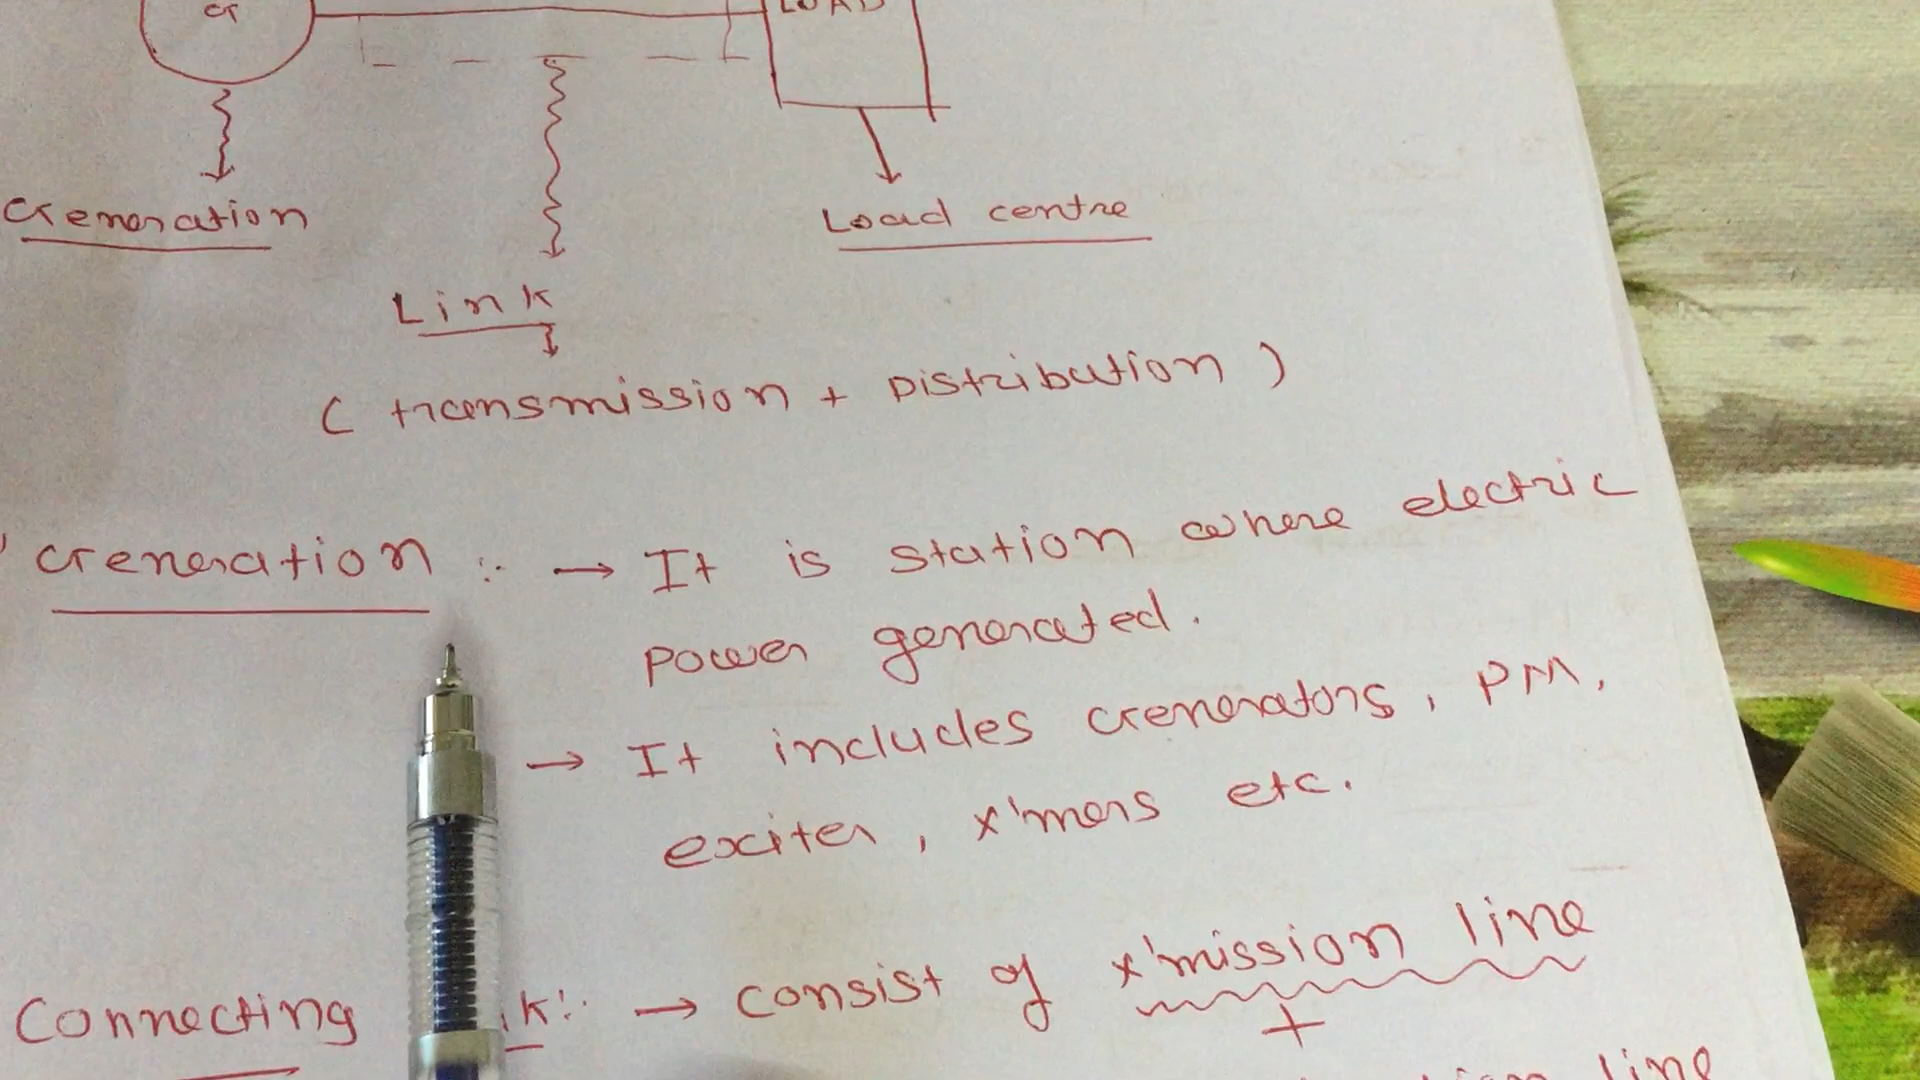 G LOAD
Generation
Load centre
Link
( transmission + Distribution )
Generation :- → It is station where electric
power generated.
→ It includes Generators, PM,
exciter, x'mers etc.
Connecting k:- → consist of x'mission line
+
line